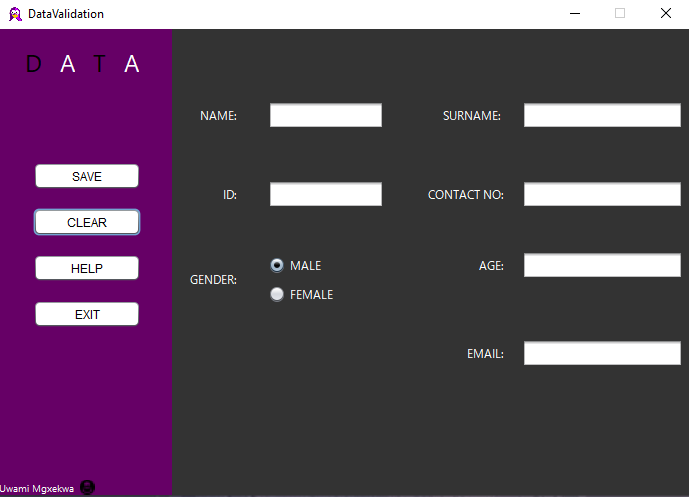 DataValidation
D A T A
NAME:
SURNAME:
SAVE
ID:
CONTACT NO:
CLEAR
HELP
GENDER:
MALE
FEMALE
AGE:
EXIT
EMAIL:
Uwami Mgxekwa